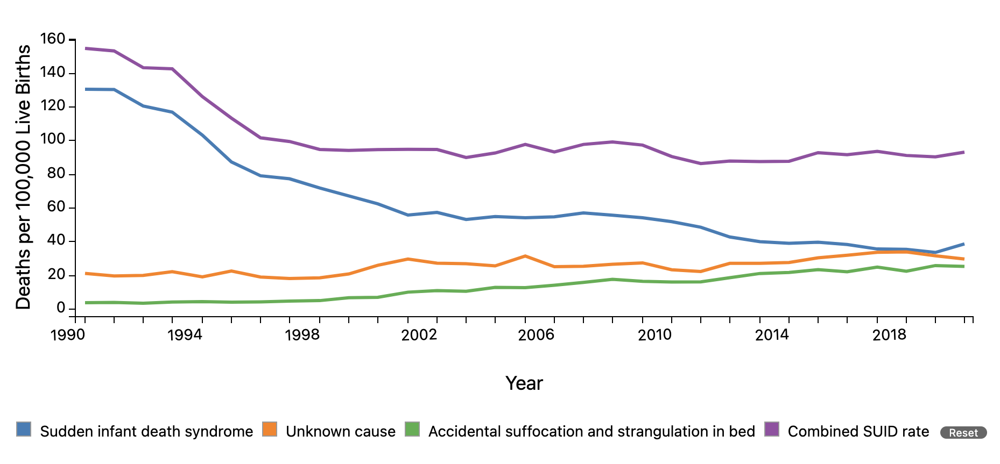 160
140
120
100
80
60
40
20
0
Deaths per 100,000 Live Births
1990 1994 1998 2002 2006 2010 2014 2018
Year
Sudden infant death syndrome Unknown cause Accidental suffocation and strangulation in bed Combined SUID rate Reset